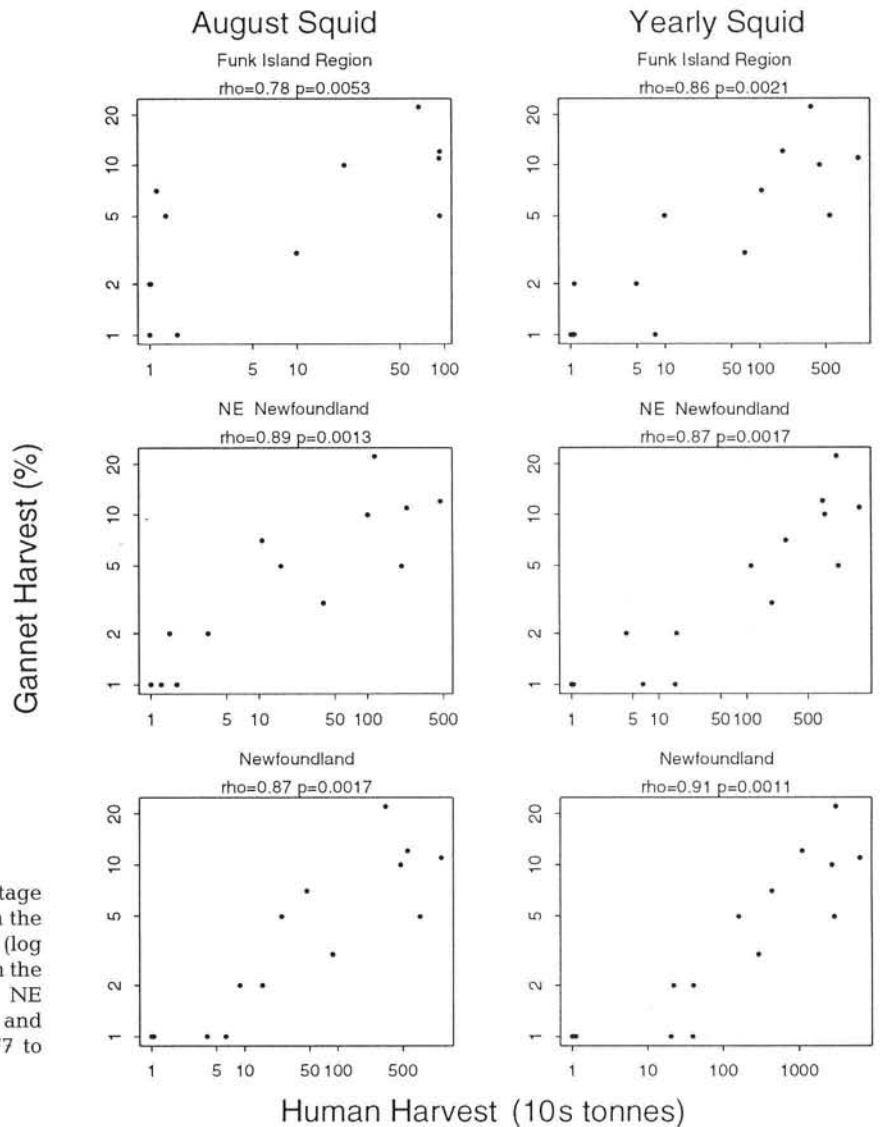 August Squid
Yearly Squid
Funk Island Region
rho=0.78 p=0.0053
20
10
5
2
1
1 5 10 50 100
Funk Island Region
rho=0.86 p=0.0021
20
10
5
2
1
1 5 10 50 100 500
NE Newfoundland
rho=0.89 p=0.0013
20
10
5
2
1
1 5 10 50 100 500
NE Newfoundland
rho=0.87 p=0.0017
20
10
5
2
1
1 5 10 50 100 500
Newfoundland
rho=0.87 p=0.0017
20
10
5
2
1
1 5 10 50 100 500
Newfoundland
rho=0.91 p=0.0011
20
10
5
2
1
1 10 100 1000
Gannet Harvest (%)
Human Harvest (10s tonnes)
tage
n the
(log
n the
NE
and
7 to